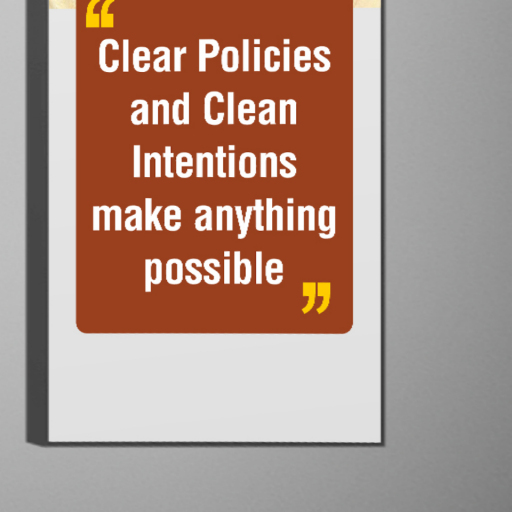 “
Clear Policies
and Clean
Intentions
make anything
possible
”